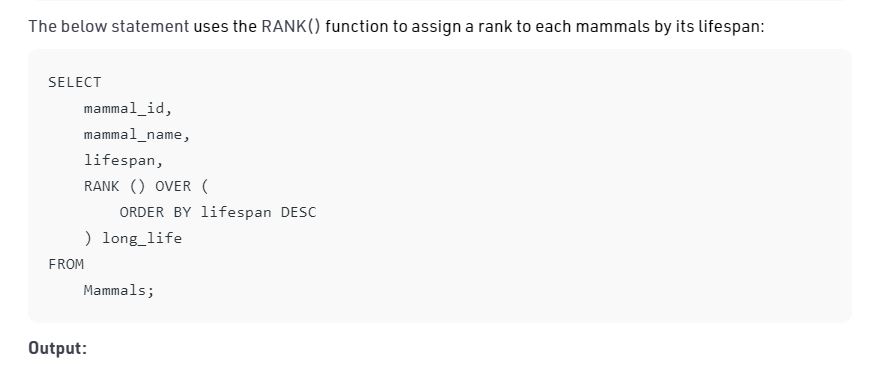 The below statement uses the RANK() function to assign a rank to each mammals by its lifespan:
SELECT
    mammal_id,
    mammal_name,
    lifespan,
    RANK () OVER (
        ORDER BY lifespan DESC
    ) long_life
FROM
    Mammals;
Output: